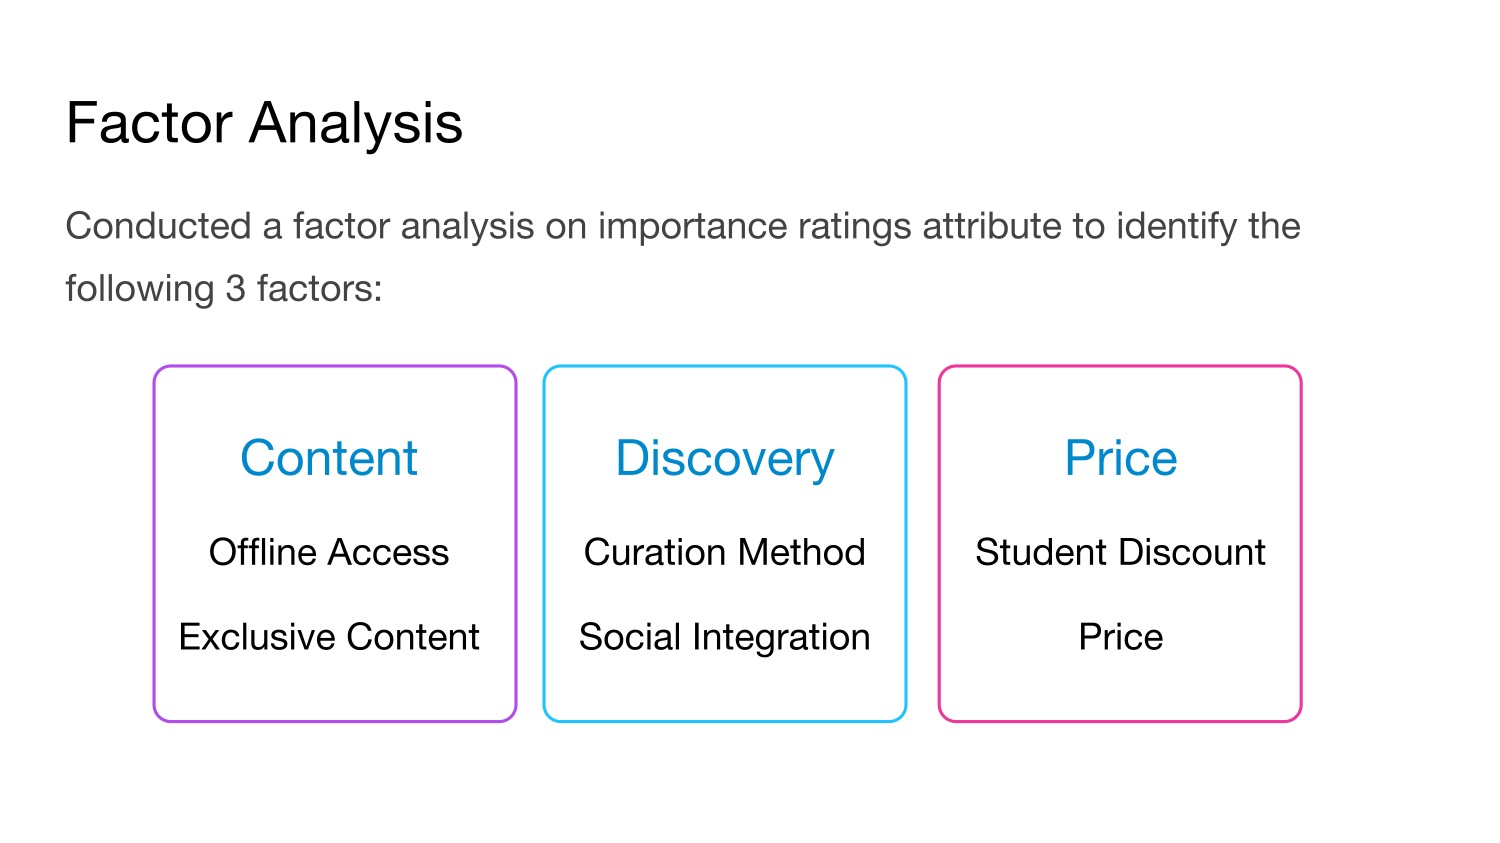 Factor Analysis
Conducted a factor analysis on importance ratings attribute to identify the
following 3 factors:
Content
Offline Access
Exclusive Content
Discovery
Curation Method
Social Integration
Price
Student Discount
Price